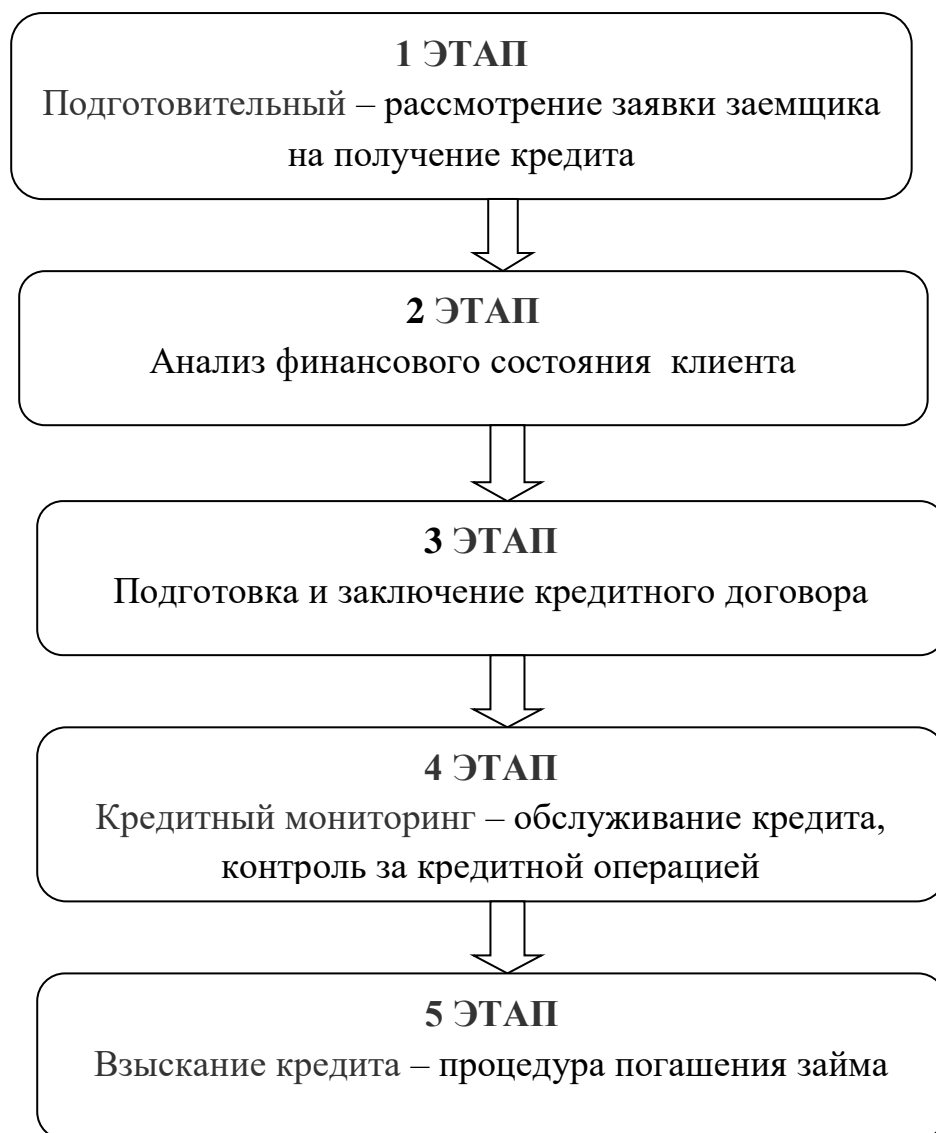 1 ЭТАП
Подготовительный – рассмотрение заявки заемщика
на получение кредита
2 ЭТАП
Анализ финансового состояния клиента
3 ЭТАП
Подготовка и заключение кредитного договора
4 ЭТАП
Кредитный мониторинг – обслуживание кредита,
контроль за кредитной операцией
5 ЭТАП
Взыскание кредита – процедура погашения займа